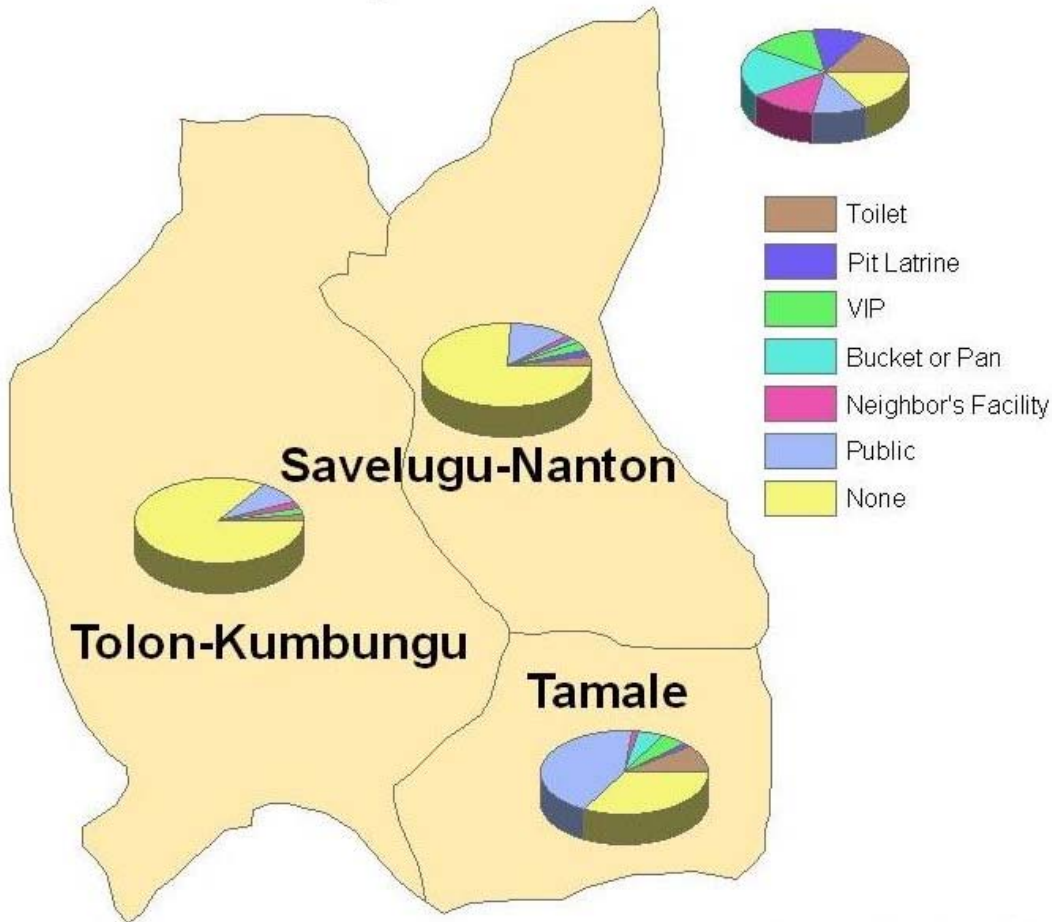 Toilet
Pit Latrine
VIP
Bucket or Pan
Neighbor's Facility
Public
None
Savelugu-Nanton
Tolon-Kumbungu
Tamale